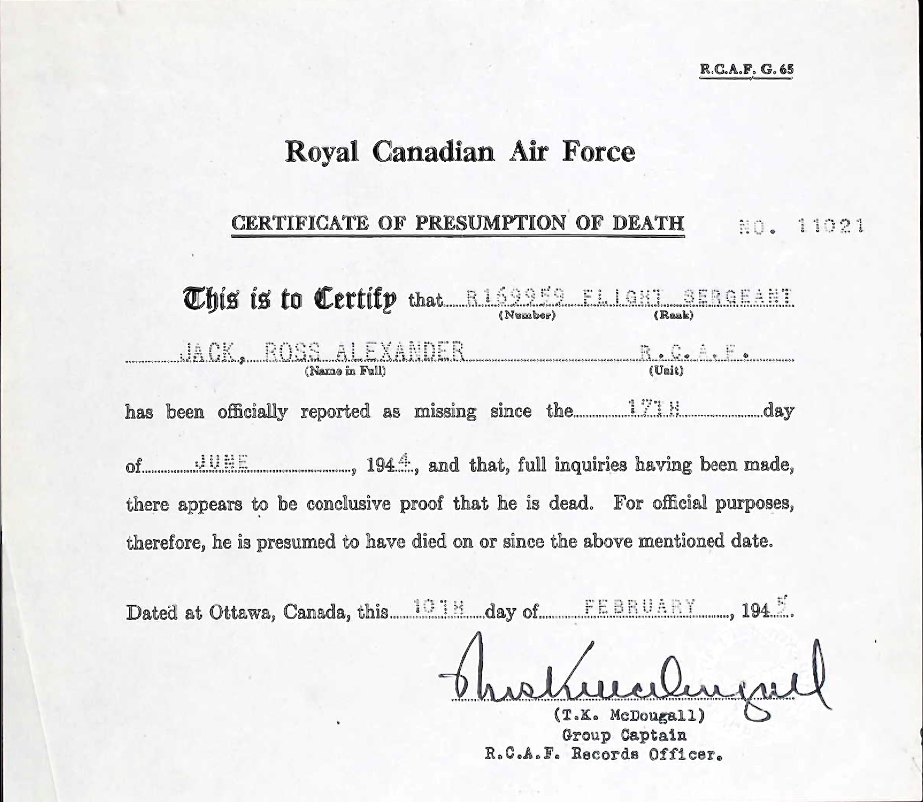 R.C.A.F. G. 65
Royal Canadian Air Force
CERTIFICATE OF PRESUMPTION OF DEATH NO. 11021
This is to Certify that R169959 FLIGHT SERGEANT
(Number) (Rank)
JACK, ROSS ALEXANDER R.C.A.F.
(Name in Full) (Unit)
has been officially reported as missing since the 17TH day
of JUNE, 1944, and that, full inquiries having been made,
there appears to be conclusive proof that he is dead. For official purposes,
therefore, he is presumed to have died on or since the above mentioned date.
Dated at Ottawa, Canada, this 10TH day of FEBRUARY, 1945.
(T.K. McDougall)
Group Captain
R.C.A.F. Records Officer.